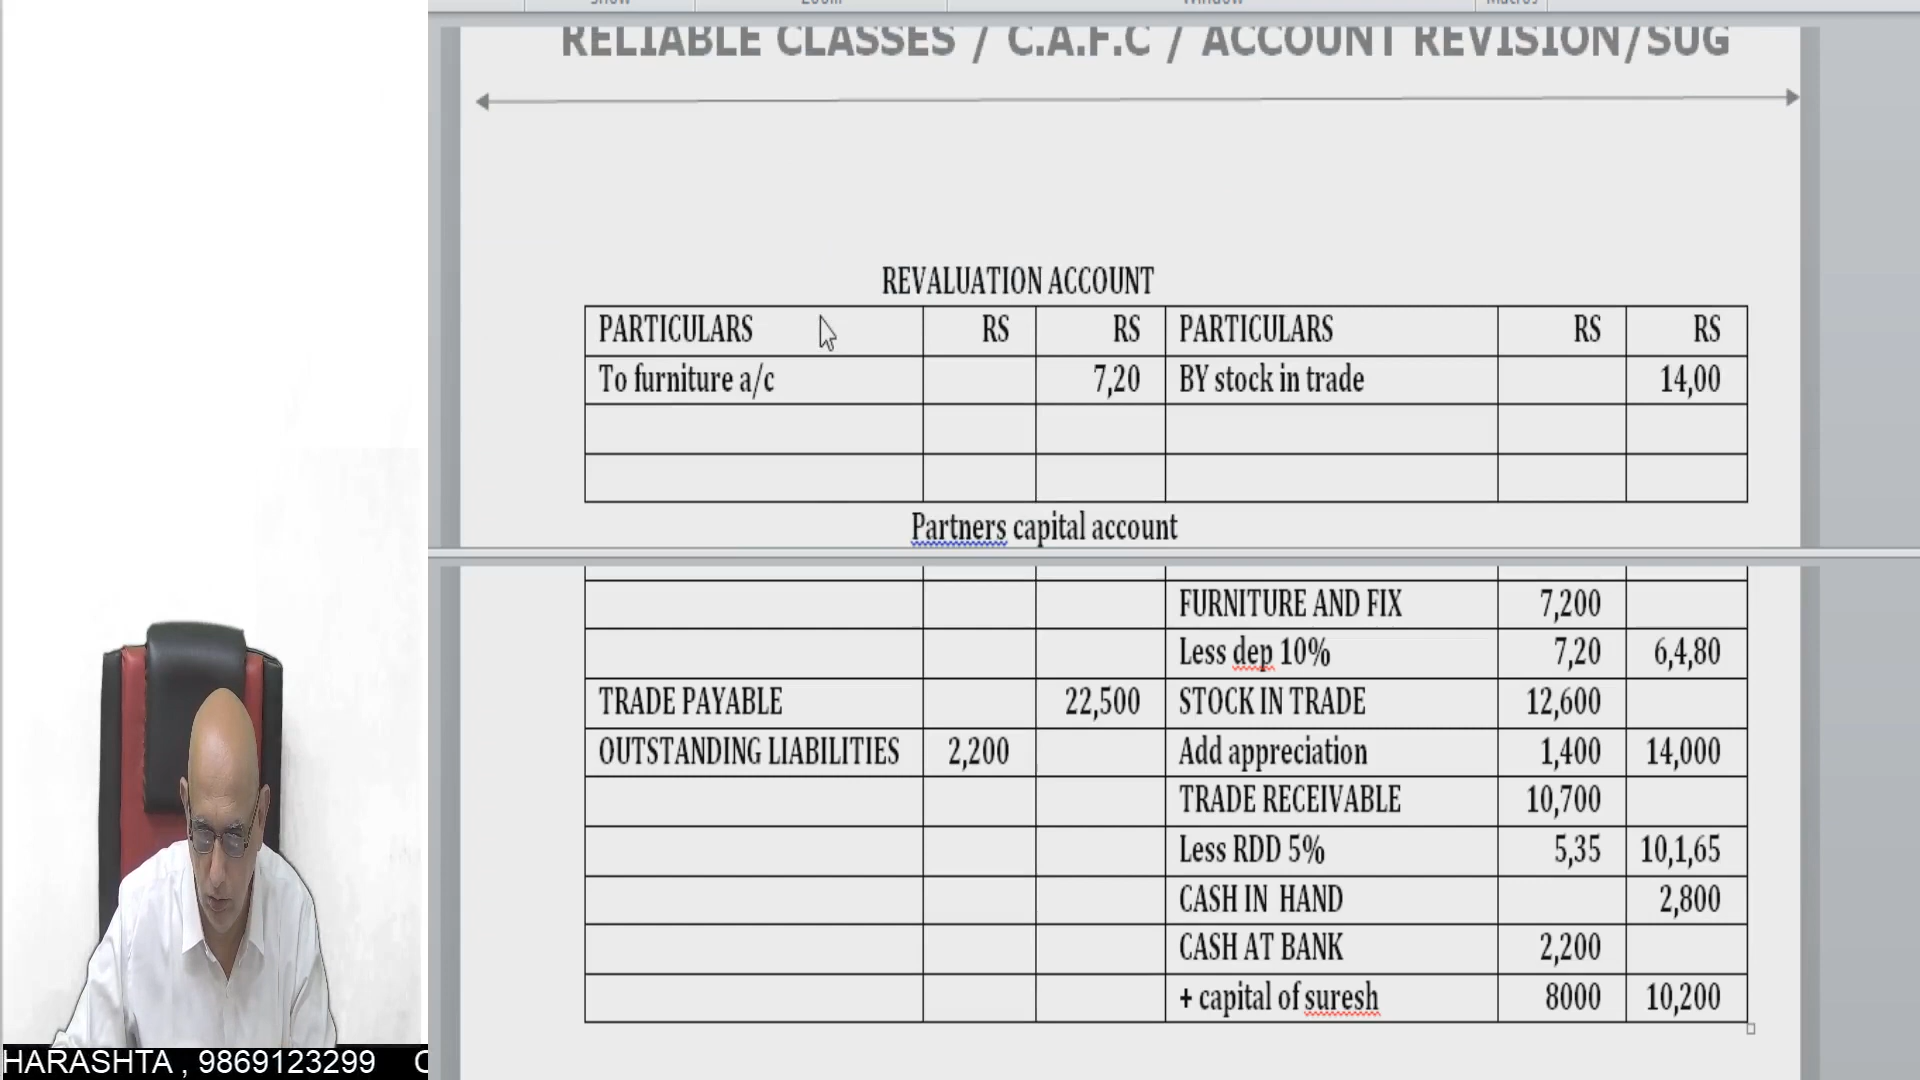 RELIABLE CLASSES / C.A.F.C / ACCOUNT REVISION/SUG
REVALUATION ACCOUNT
PARTICULARS RS RS PARTICULARS RS RS
To furniture a/c 7,20 BY stock in trade 14,00
Partners capital account
FURNITURE AND FIX 7,200
Less dep 10% 7,20 6,4,80
TRADE PAYABLE 22,500 STOCK IN TRADE 12,600
OUTSTANDING LIABILITIES 2,200 Add appreciation 1,400 14,000
TRADE RECEIVABLE 10,700
Less RDD 5% 5,35 10,1,65
CASH IN HAND 2,800
CASH AT BANK 2,200
+ capital of suresh 8000 10,200
HARASHTA , 9869123299